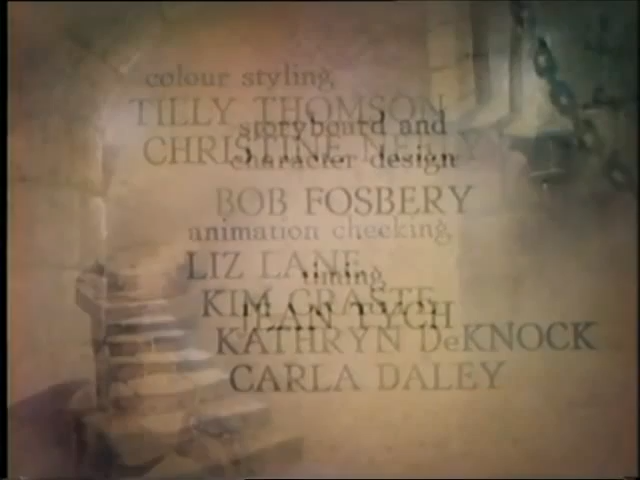 colour styling,
TILLY THOMSON
storyboard and
CHRISTINE
character design
BOB FOSBERY
animation checking,
LIZ LANE
timing,
KIM CRASTE
JEAN TYCH
KATHRYN DeKNOCK
CARLA DALEY